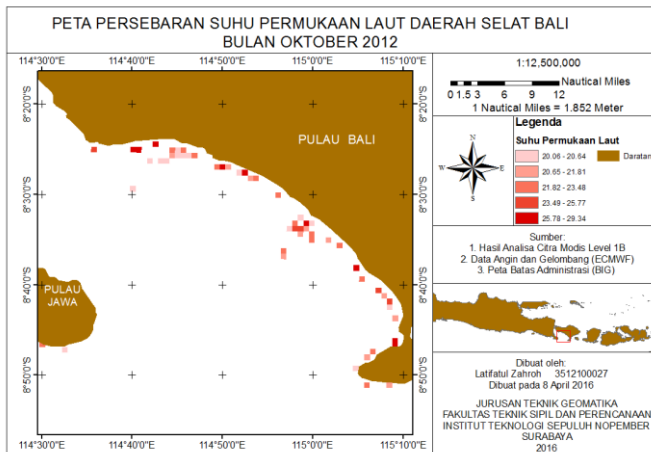 PETA PERSEBARAN SUHU PERMUKAAN LAUT DAERAH SELAT BALI
BULAN OKTOBER 2012
114°30'0"E 114°40'0"E 114°50'0"E 115°0'0"E 115°10'0"E
8°20'0"S
8°30'0"S
8°40'0"S
8°50'0"S
PULAU BALI
PULAU
JAWA
8°20'0"S
8°30'0"S
8°40'0"S
8°50'0"S
114°30'0"E 114°40'0"E 114°50'0"E 115°0'0"E 115°10'0"E
1:12,500,000
Nautical Miles
0 1.5 3 6 9 12
1 Nautical Miles = 1.852 Meter
N
W E
S
Legenda
Suhu Permukaan Laut
20.06 - 20.64
20.65 - 21.81
21.82 - 23.48
23.49 - 25.77
25.78 - 29.34
Daratan
Sumber:
1. Hasil Analisa Citra Modis Level 1B
2. Data Angin dan Gelombang (ECMWF)
3. Peta Batas Administrasi (BIG)
Dibuat oleh:
Latifatul Zahroh 3512100027
Dibuat pada 8 April 2016
JURUSAN TEKNIK GEOMATIKA
FAKULTAS TEKNIK SIPIL DAN PERENCANAAN
INSTITUT TEKNOLOGI SEPULUH NOPEMBER
SURABAYA
2016